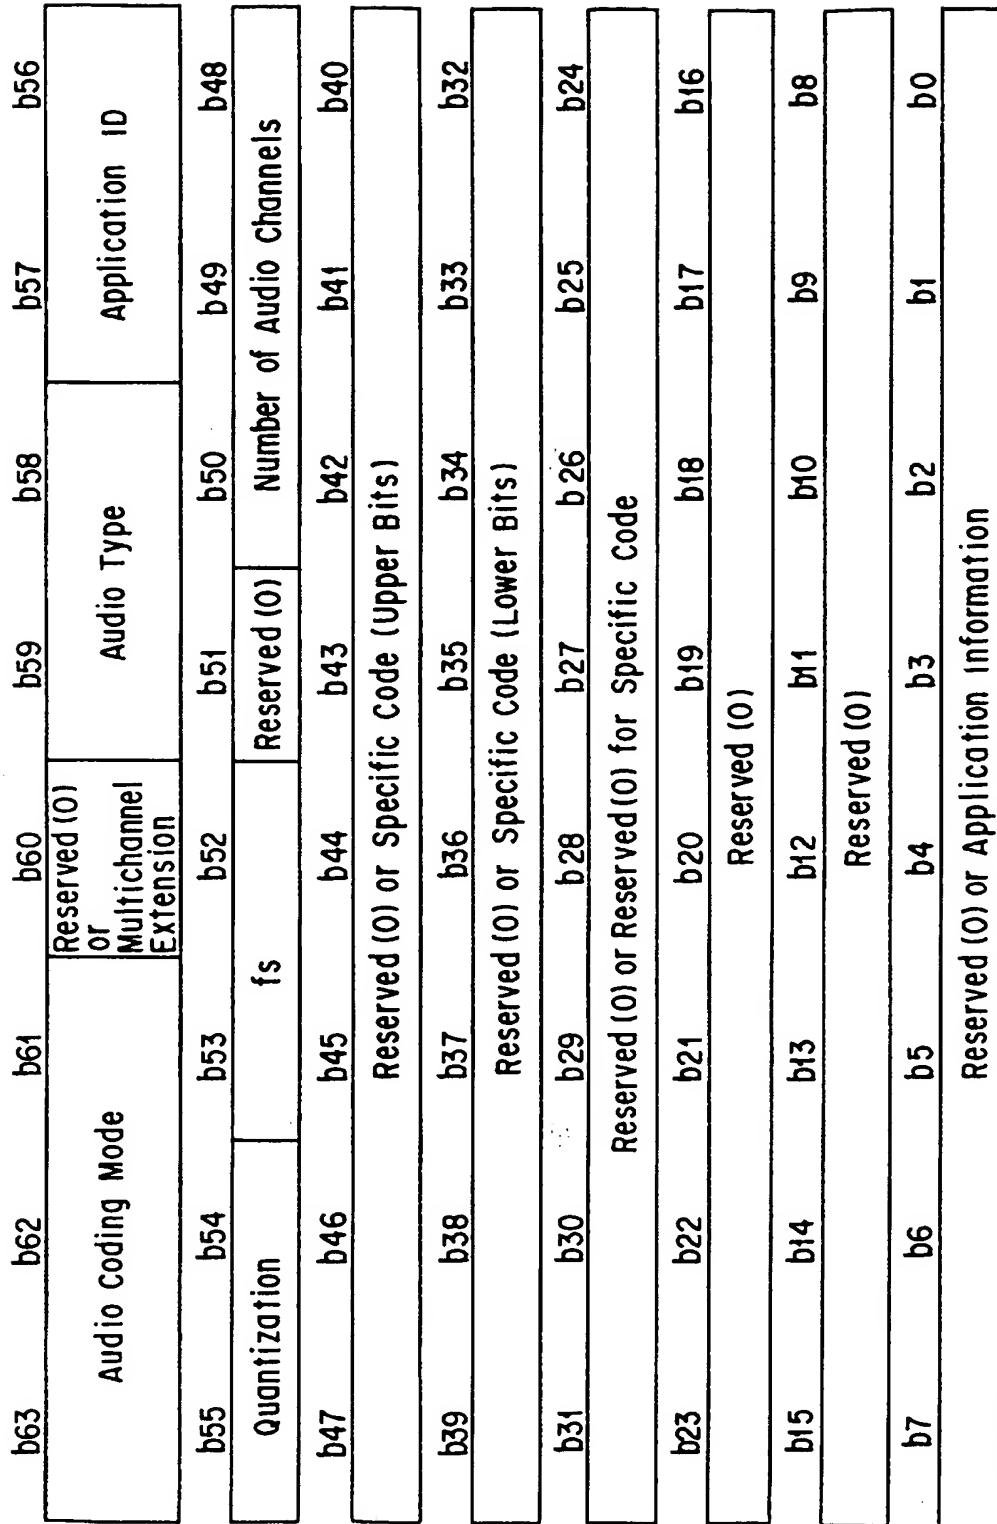 b63 b62 b61 b60 b59 b58 b57 b56
Audio Coding Mode
Reserved (0)
or
Multichannel
Extension
Audio Type
Application ID
b55 b54 b53 b52 b51 b50 b49 b48
Quantization
fs
Reserved (0)
Number of Audio Channels
b47 b46 b45 b44 b43 b42 b41 b40
Reserved (0) or Specific Code (Upper Bits)
b39 b38 b37 b36 b35 b34 b33 b32
Reserved (0) or Specific Code (Lower Bits)
b31 b30 b29 b28 b27 b26 b25 b24
Reserved (0) or Reserved (0) for Specific Code
b23 b22 b21 b20 b19 b18 b17 b16
Reserved (0)
b15 b14 b13 b12 b11 b10 b9 b8
Reserved (0)
b7 b6 b5 b4 b3 b2 b1 b0
Reserved (0) or Application Information